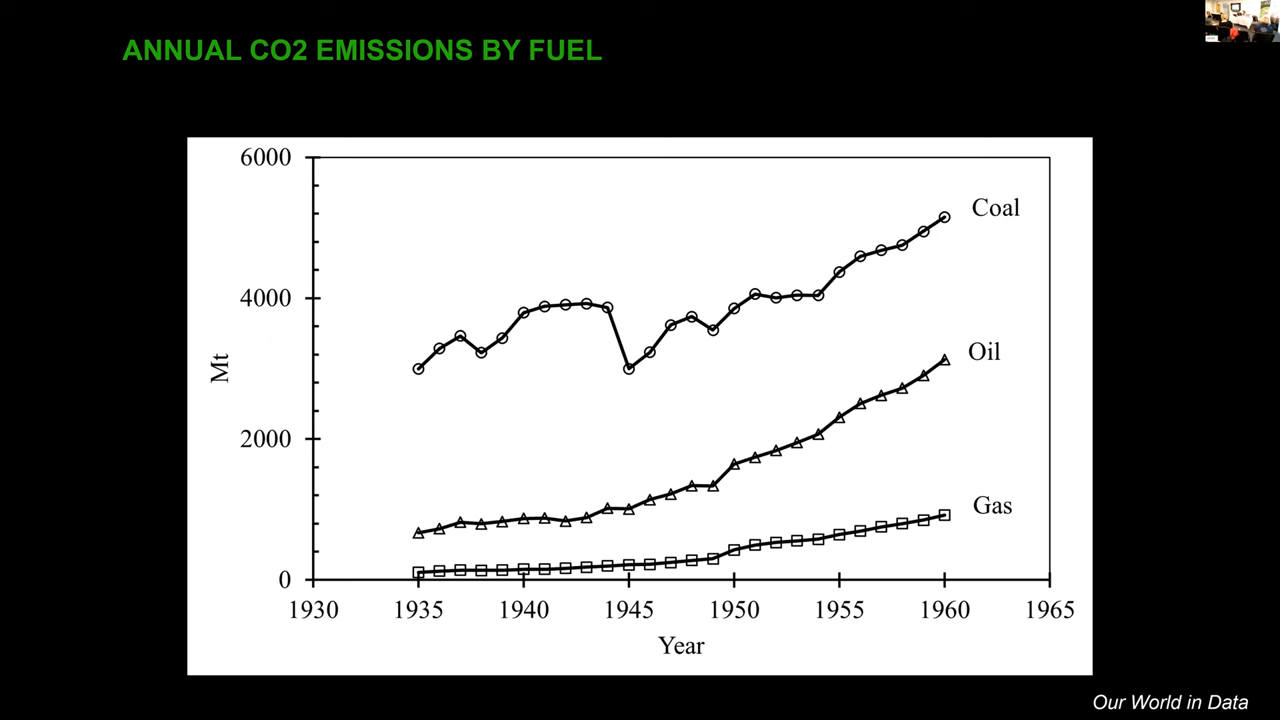 ANNUAL CO2 EMISSIONS BY FUEL
6000
Coal
4000
Oil
Mt
2000
Gas
0
1930 1935 1940 1945 1950 1955 1960 1965
Year
Our World in Data